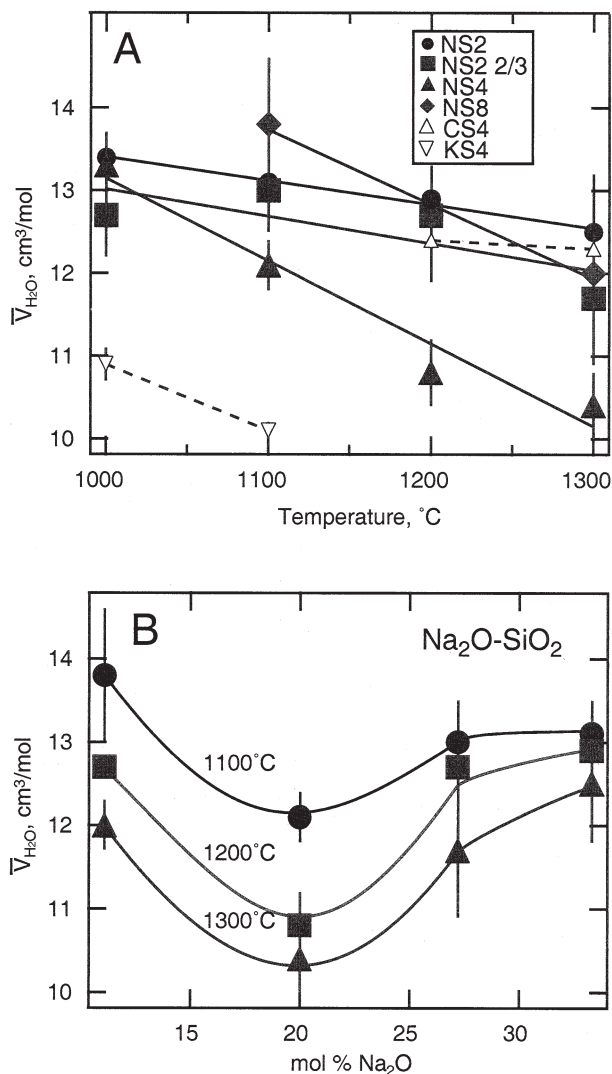 A
NS2
NS2 2/3
NS4
NS8
CS4
KS4
14
13
12
11
10
V̅H₂O, cm³/mol
1000
1100
1200
1300
Temperature, ˚C
B
Na₂O-SiO₂
14
13
12
11
10
V̅H₂O, cm³/mol
1100˚C
1200˚C
1300˚C
15
20
25
30
mol % Na₂O